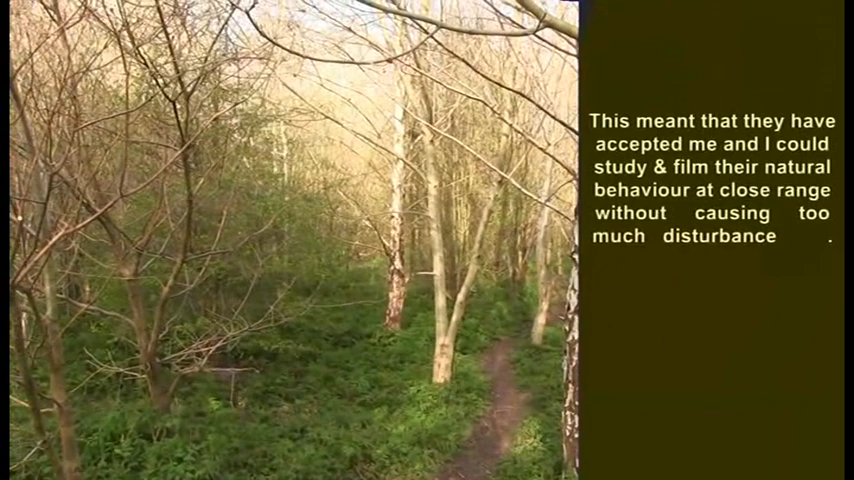 This meant that they have
accepted me and I could
study & film their natural
behaviour at close range
without causing too
much disturbance .